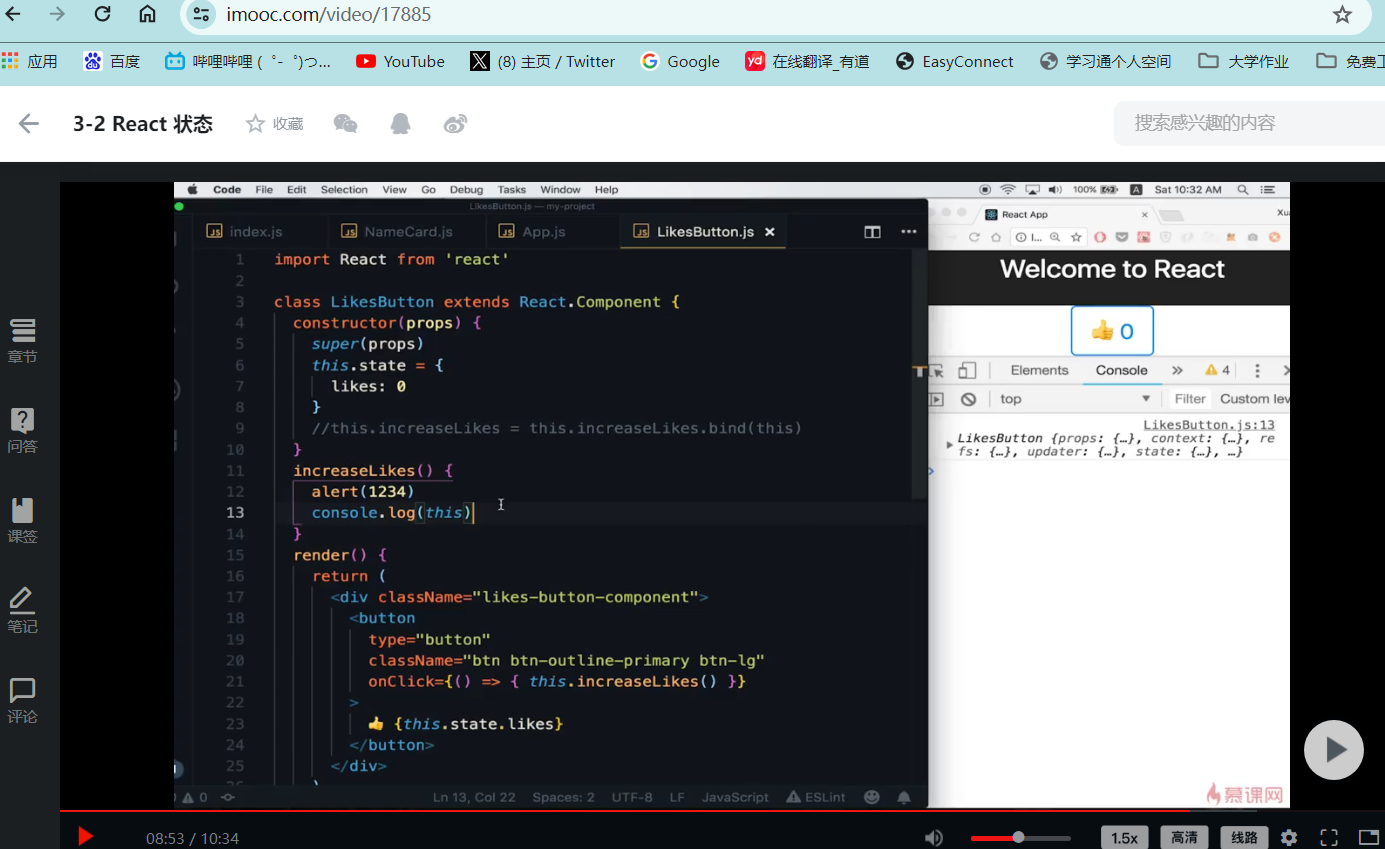 imooc.com/video/17885
应用 百度 哔哩哔哩 ( ゜- ゜)つ... YouTube (8) 主页 / Twitter Google 在线翻译_有道 EasyConnect 学习通个人空间 大学作业
3-2 React 状态 收藏 搜索感兴趣的内容
Code File Edit Selection View Go Debug Tasks Window Help 100% Sat 10:32 AM
LikesButton.js — my-project
React App
index.js NameCard.js App.js LikesButton.js
Welcome to React
👍 0
Elements Console 4
top Filter Custom lev
LikesButton.js:13
LikesButton {props: {…}, context: {…}, re
fs: {…}, updater: {…}, state: {…}, …}
1 import React from 'react'
2
3 class LikesButton extends React.Component {
4 constructor(props) {
5 super(props)
6 this.state = {
7 likes: 0
8 }
9 //this.increaseLikes = this.increaseLikes.bind(this)
10 }
11 increaseLikes() {
12 alert(1234)
13 console.log(this)
14 }
15 render() {
16 return (
17 <div className="likes-button-component">
18 <button
19 type="button"
20 className="btn btn-outline-primary btn-lg"
21 onClick={() => { this.increaseLikes() }}
22 >
23 👍 {this.state.likes}
24 </button>
25 </div>
章节
问答
课签
笔记
评论
0 Ln 13, Col 22 Spaces: 2 UTF-8 LF JavaScript ESLint
慕课网
08:53 / 10:34 1.5x 高清 线路